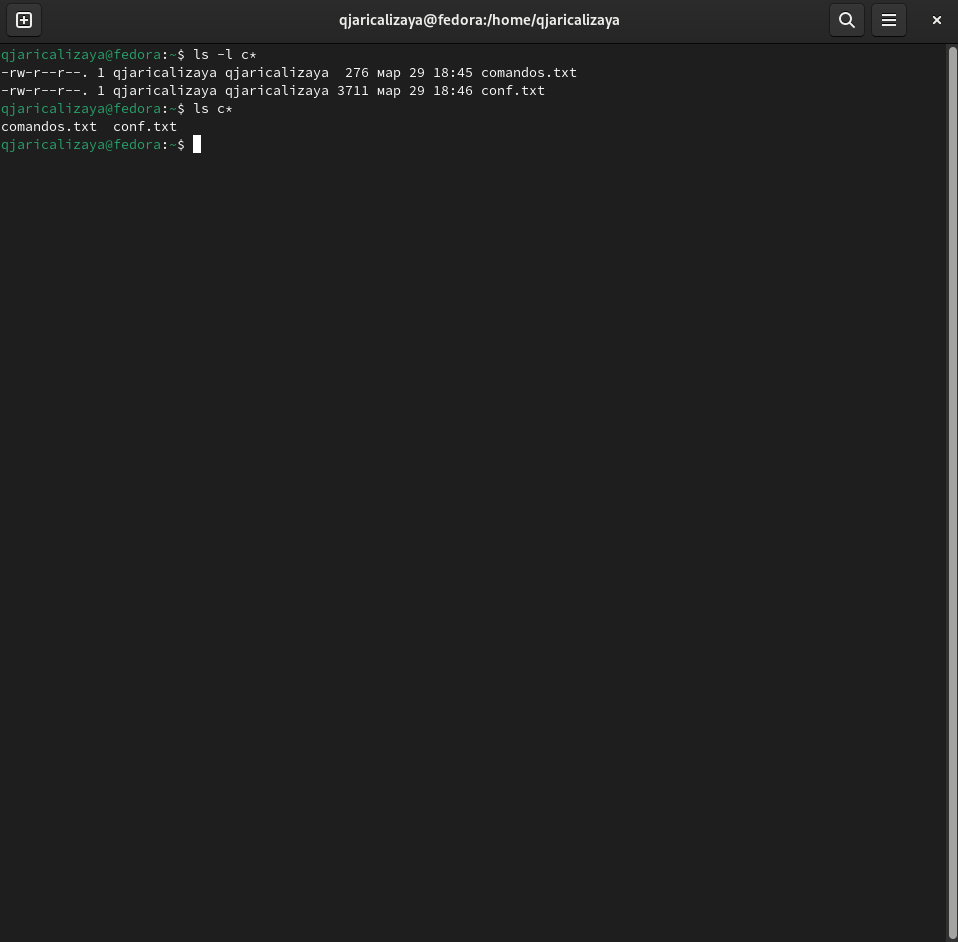 qjaricalizaya@fedora:/home/qjaricalizaya
qjaricalizaya@fedora:~$ ls -l c*
-rw-r--r--. 1 qjaricalizaya qjaricalizaya  276 мар 29 18:45 comandos.txt
-rw-r--r--. 1 qjaricalizaya qjaricalizaya 3711 мар 29 18:46 conf.txt
qjaricalizaya@fedora:~$ ls c*
comandos.txt  conf.txt
qjaricalizaya@fedora:~$